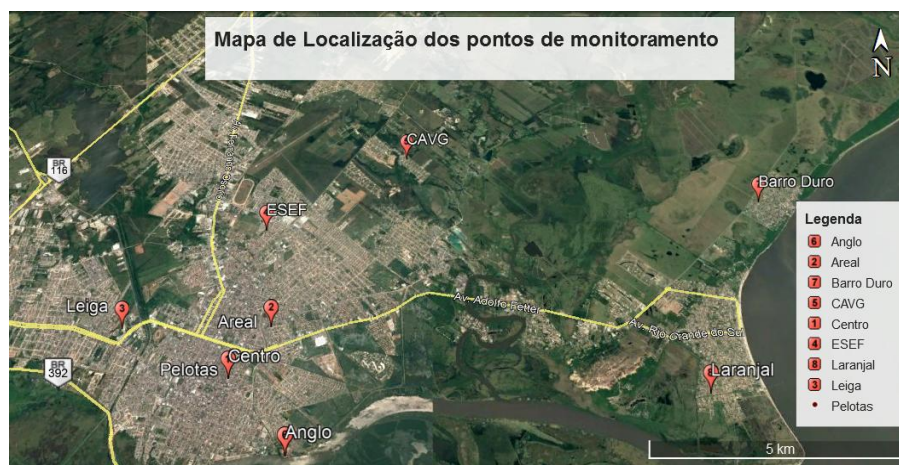 Mapa de Localização dos pontos de monitoramento
N
CAVG
BR
116
Barro Duro
ESEF
Legenda
6 Anglo
2 Areal
7 Barro Duro
5 CAVG
1 Centro
4 ESEF
8 Laranjal
3 Leiga
Pelotas
Leiga 3
Areal 2
Av. Adolfo Fetter
Av. Rio Grande do Sul
Centro
Pelotas
BR
392
Laranjal
Anglo
5 km